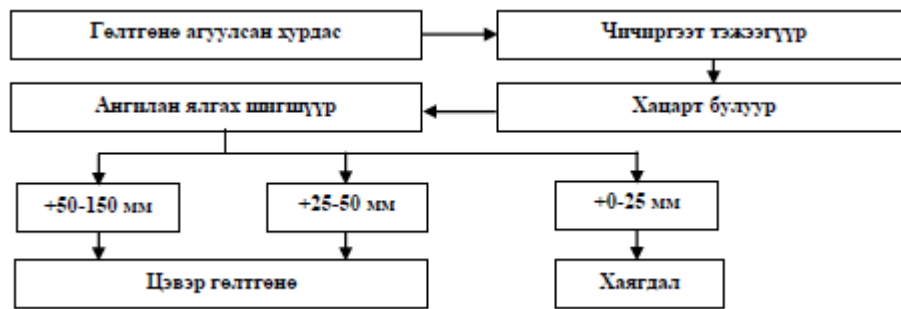 Гөлтгөнө агуулсан хурдас
Чичиргээт тэжээгүүр
Ангилан ялгах шигшүүр
Хацарт булуур
+50-150 мм
+25-50 мм
+0-25 мм
Цэвэр гөлтгөнө
Хаягдал